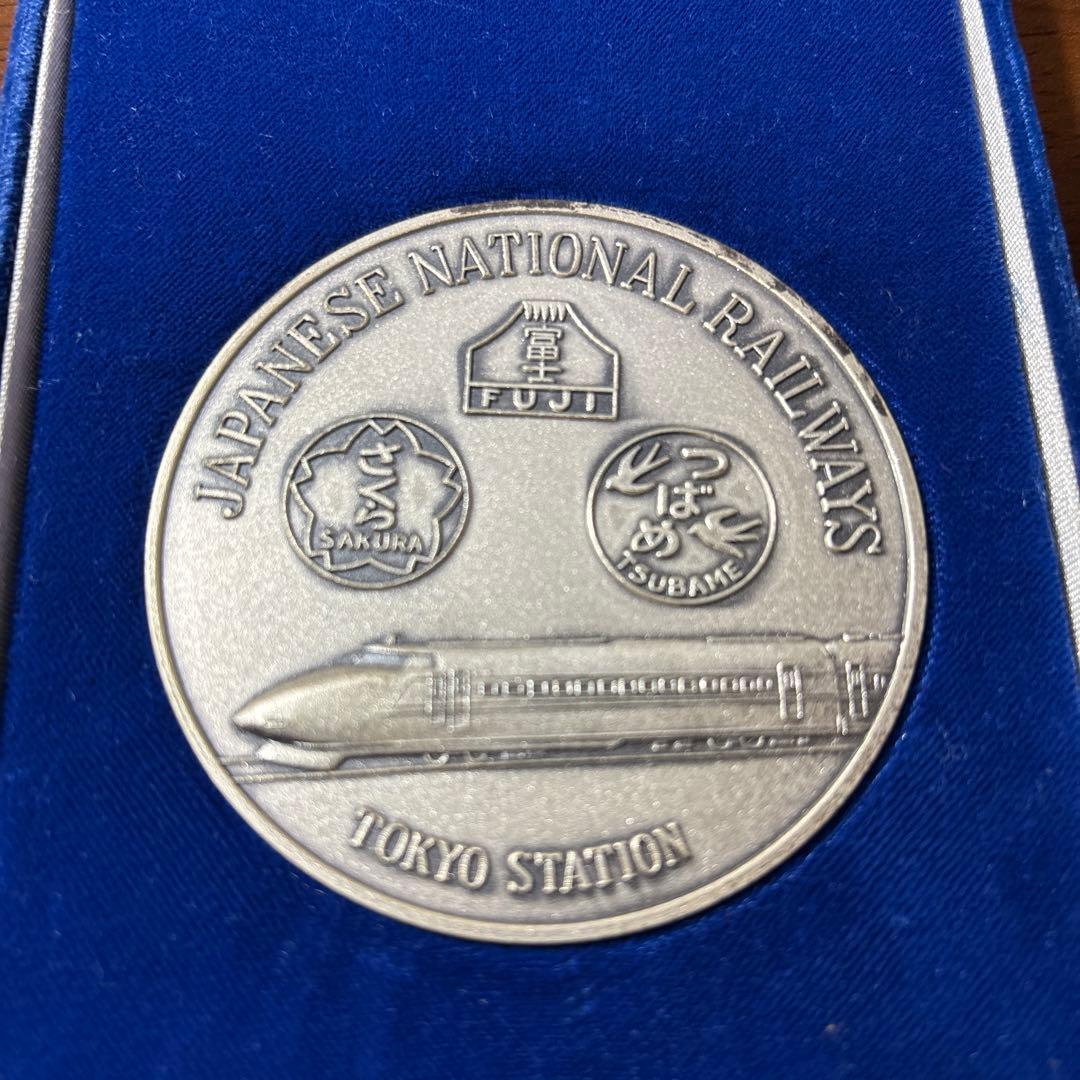 JAPANESE NATIONAL RAILWAYS
富士
FUJI
さくら
SAKURA
つばめ
TSUBAME
TOKYO STATION